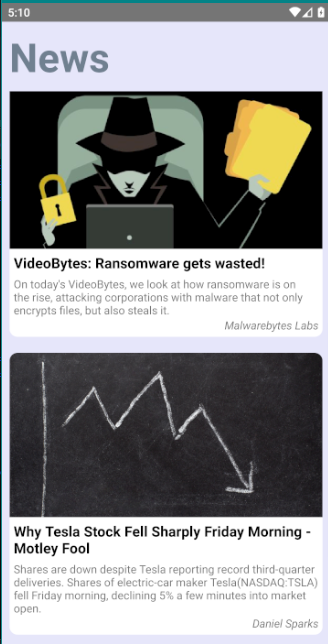 5:10
News
VideoBytes: Ransomware gets wasted!
On today's VideoBytes, we look at how ransomware is on
the rise, attacking corporations with malware that not only
encrypts files, but also steals it.
Malwarebytes Labs
Why Tesla Stock Fell Sharply Friday Morning -
Motley Fool
Shares are down despite Tesla reporting record third-quarter
deliveries. Shares of electric-car maker Tesla(NASDAQ:TSLA)
fell Friday morning, declining 5% a few minutes into market
open.
Daniel Sparks